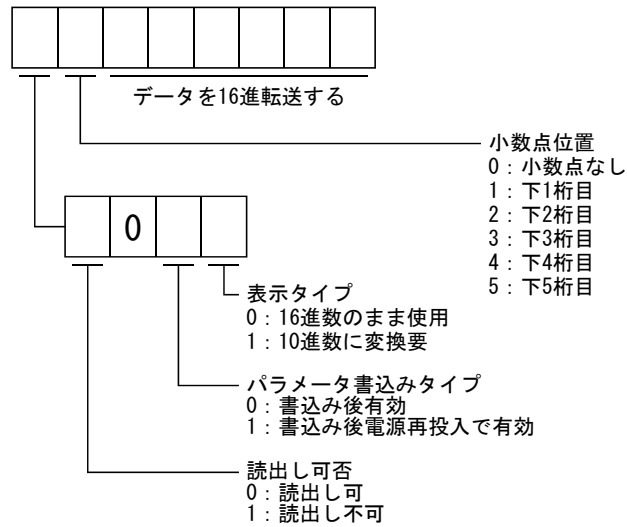 データを16進転送する
小数点位置
0：小数点なし
1：下1桁目
2：下2桁目
3：下3桁目
4：下4桁目
5：下5桁目
0
表示タイプ
0：16進数のまま使用
1：10進数に変換要
パラメータ書込みタイプ
0：書込み後有効
1：書込み後電源再投入で有効
読出し可否
0：読出し可
1：読出し不可